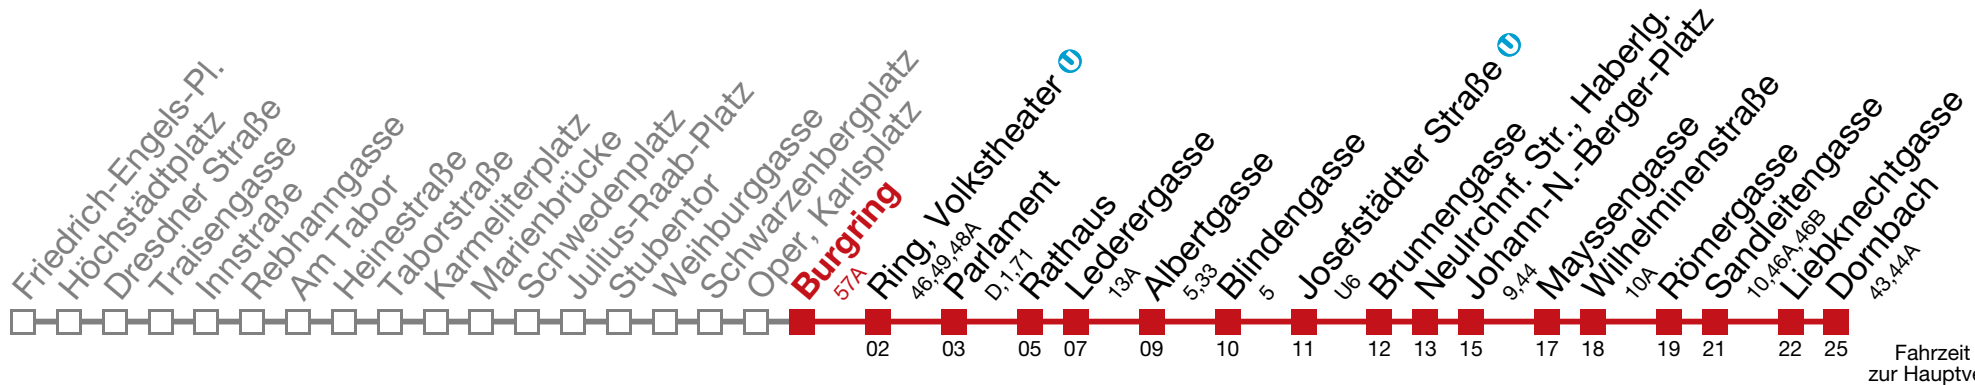 Friedrich-Engels-Pl.
Höchstädtplatz
Dresdner Straße
Traisengasse
Innstraße
Rebhanngasse
Am Tabor
Heinestraße
Taborstraße
Karmeliterplatz
Marienbrücke
Schwedenplatz
Julius-Raab-Platz
Stubentor
Weihburggasse
Schwarzenbergplatz
Oper, Karlsplatz
Burgring
57A
Ring, Volkstheater U
46,49,48A
Parlament
D,1,71
Rathaus
Lederergasse
13A
Albertgasse
5,33
Blindengasse
5
Josefstädter Straße U
U6
Brunnengasse
Neulrchnf. Str., Haberlg.
Johann-N.-Berger-Platz
9,44
Mayssengasse
Wilhelminenstraße
10A
Römergasse
Sandleitengasse
10,46A,46B
Liebknechtgasse
Dornbach
43,44A
02 03 05 07 09 10 11 12 13 15 17 18 19 21 22 25
Fahrzeit
zur Hauptve